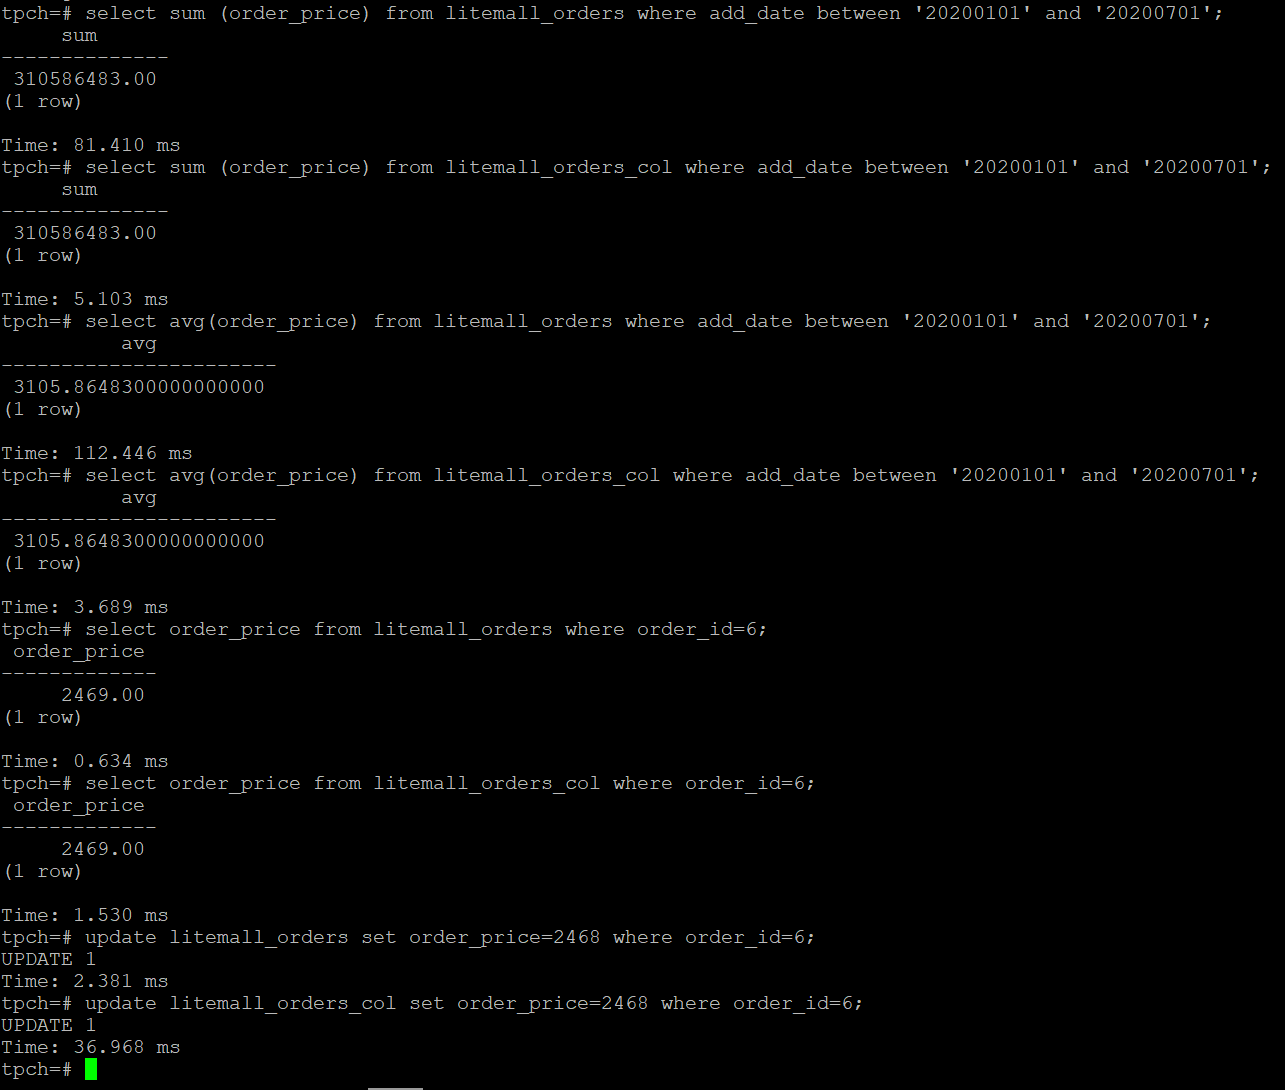 tpch=# select sum (order_price) from litemall_orders where add_date between '20200101' and '20200701';
     sum
--------------
 310586483.00
(1 row)

Time: 81.410 ms
tpch=# select sum (order_price) from litemall_orders_col where add_date between '20200101' and '20200701';
     sum
--------------
 310586483.00
(1 row)

Time: 5.103 ms
tpch=# select avg(order_price) from litemall_orders where add_date between '20200101' and '20200701';
          avg
-----------------------
 3105.8648300000000000
(1 row)

Time: 112.446 ms
tpch=# select avg(order_price) from litemall_orders_col where add_date between '20200101' and '20200701';
          avg
-----------------------
 3105.8648300000000000
(1 row)

Time: 3.689 ms
tpch=# select order_price from litemall_orders where order_id=6;
 order_price
-------------
     2469.00
(1 row)

Time: 0.634 ms
tpch=# select order_price from litemall_orders_col where order_id=6;
 order_price
-------------
     2469.00
(1 row)

Time: 1.530 ms
tpch=# update litemall_orders set order_price=2468 where order_id=6;
UPDATE 1
Time: 2.381 ms
tpch=# update litemall_orders_col set order_price=2468 where order_id=6;
UPDATE 1
Time: 36.968 ms
tpch=#